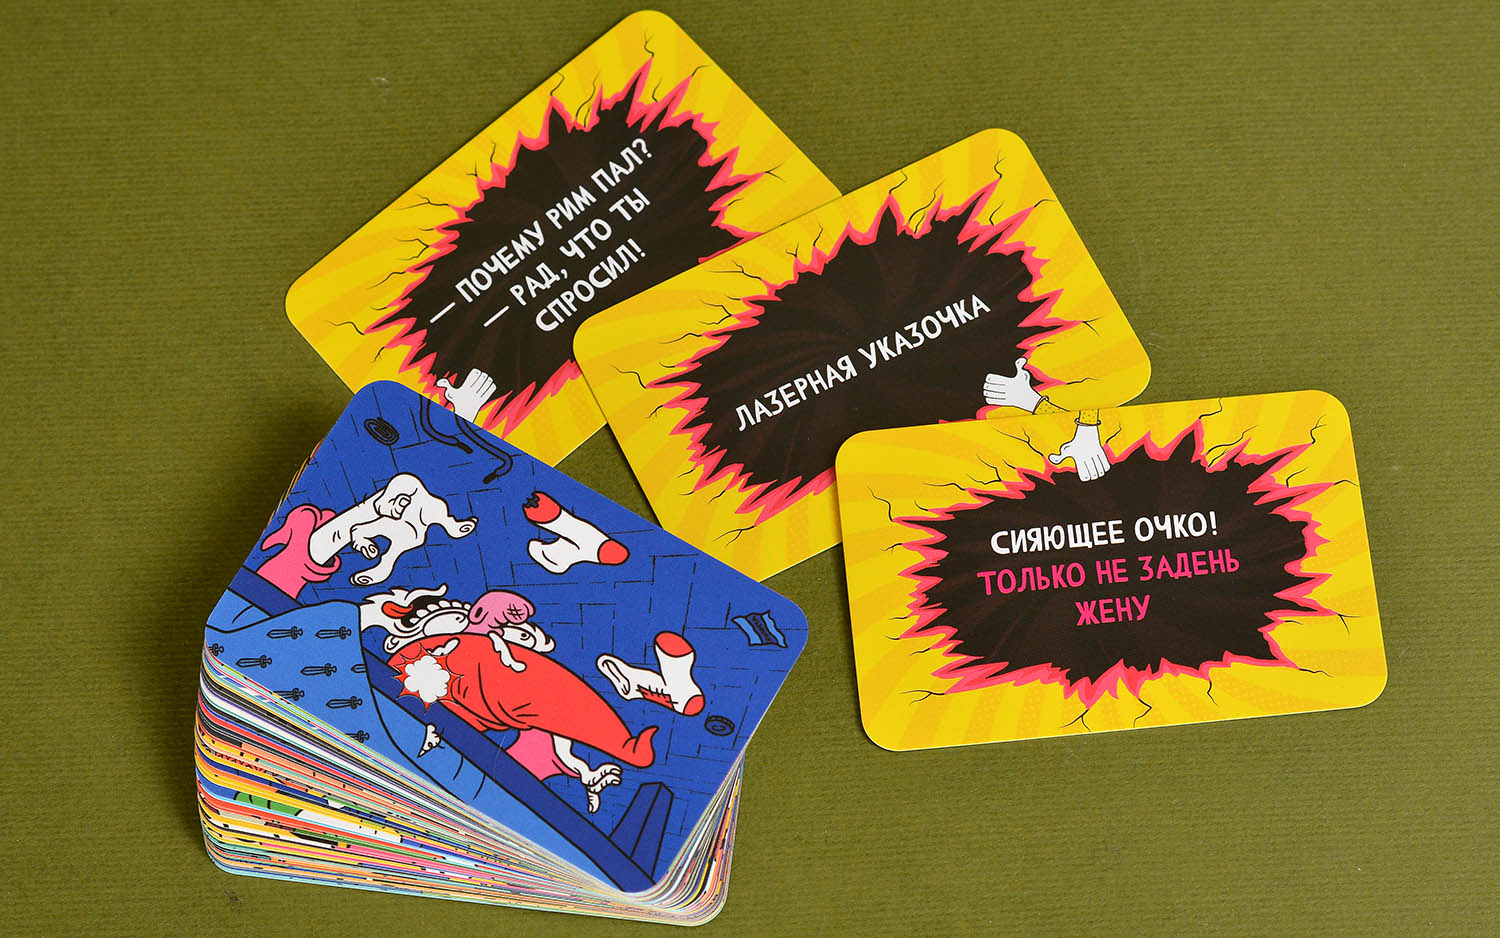 — ПОЧЕМУ РИМ ПАЛ?
— РАД, ЧТО ТЫ
СПРОСИЛ!
ЛАЗЕРНАЯ УКАЗОЧКА
СИЯЮЩЕЕ ОЧКО!
ТОЛЬКО НЕ ЗАДЕНЬ
ЖЕНУ